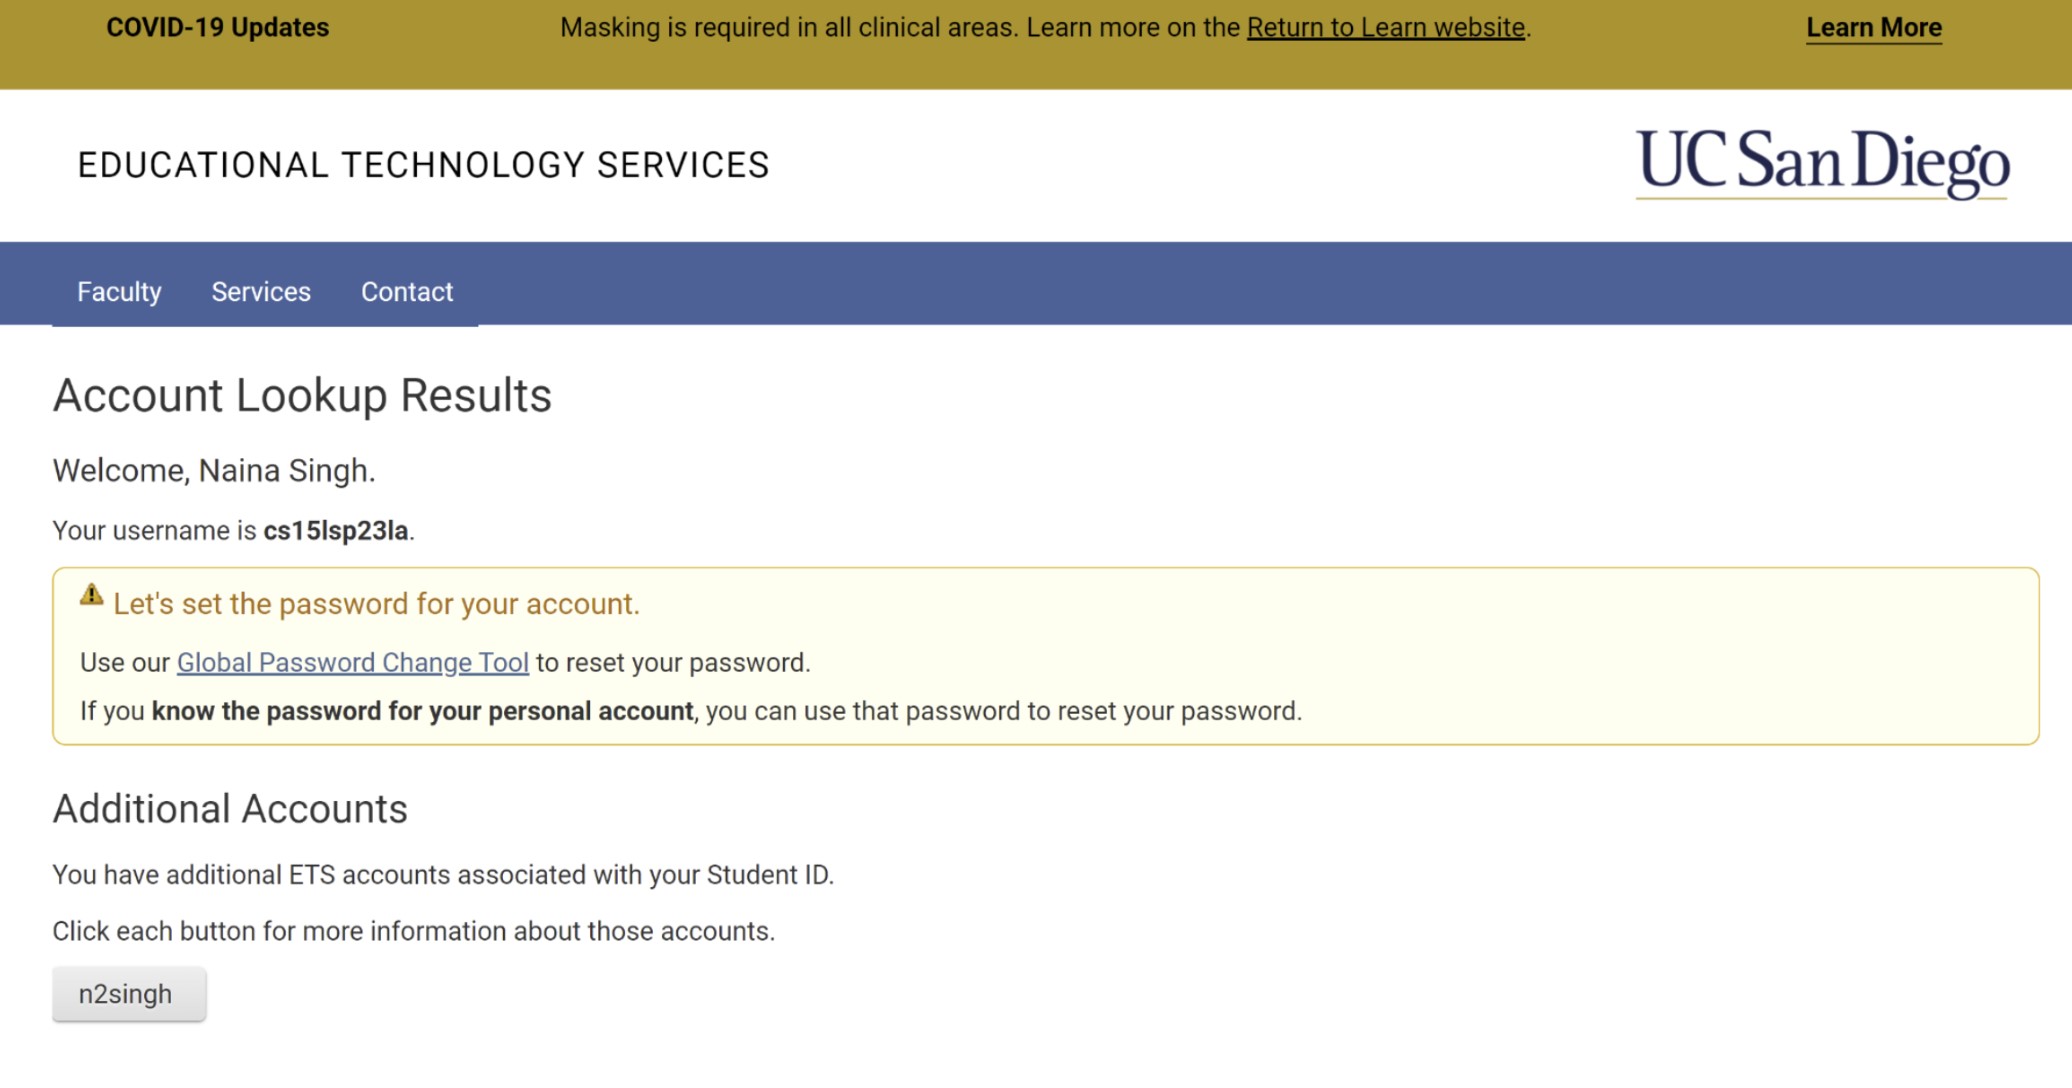 COVID-19 Updates
Masking is required in all clinical areas. Learn more on the Return to Learn website.
Learn More
EDUCATIONAL TECHNOLOGY SERVICES
UC San Diego
Faculty Services Contact
Account Lookup Results
Welcome, Naina Singh.
Your username is cs15lsp23la.
Let's set the password for your account.
Use our Global Password Change Tool to reset your password.
If you know the password for your personal account, you can use that password to reset your password.
Additional Accounts
You have additional ETS accounts associated with your Student ID.
Click each button for more information about those accounts.
n2singh